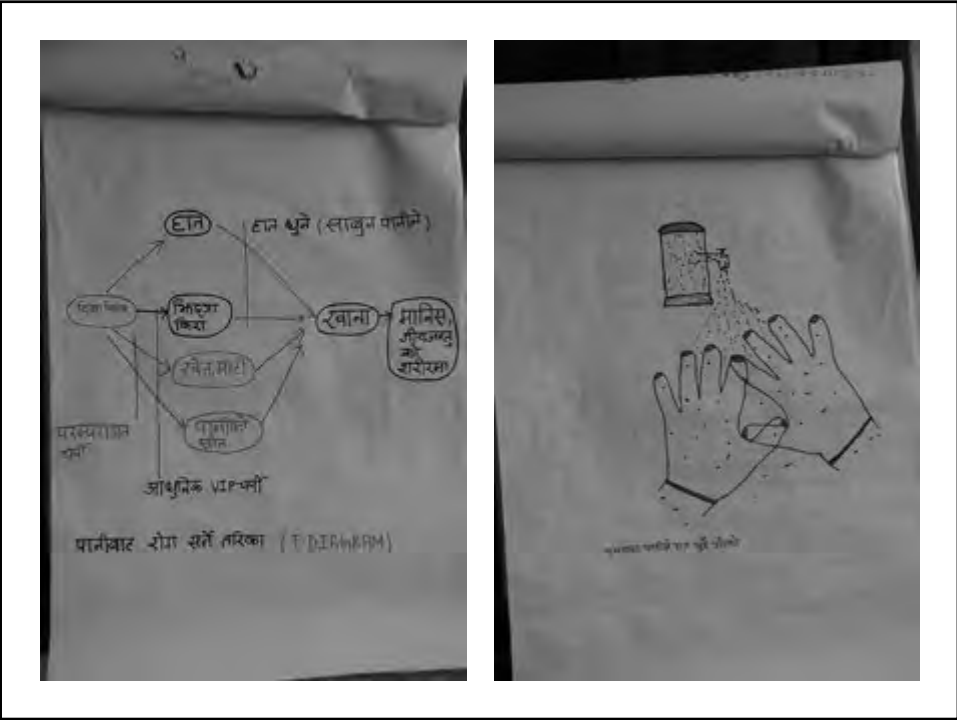 हात
हात धुने (साबुन पानीले)
झिङ्गा
किरा
खाना
मानिस,
जीवजन्तु
को
शरीरमा
खेत, माटो
पानीको
स्रोत
परम्परागत
चर्पी
आधुनिक VIP चर्पी
पानीबाट रोग सर्ने तरिका (F DIAGRAM)
पानीले हात धुँदै